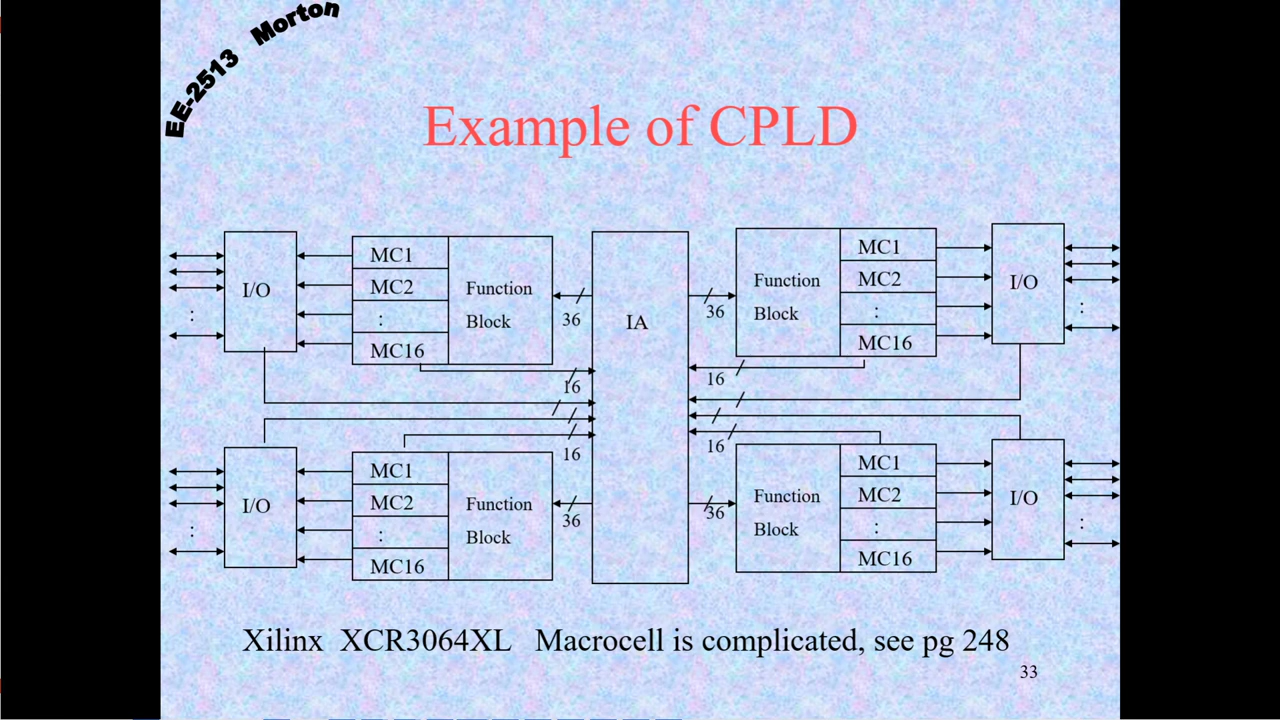 EE-2513 Morton
Example of CPLD
I/O
MC1
MC2
:
MC16
Function
Block
36
IA
36
Function
Block
MC1
MC2
:
MC16
I/O
:
:
16
16
16
16
I/O
MC1
MC2
:
MC16
Function
Block
36
36
Function
Block
MC1
MC2
:
MC16
I/O
:
:
Xilinx XCR3064XL Macrocell is complicated, see pg 248
33